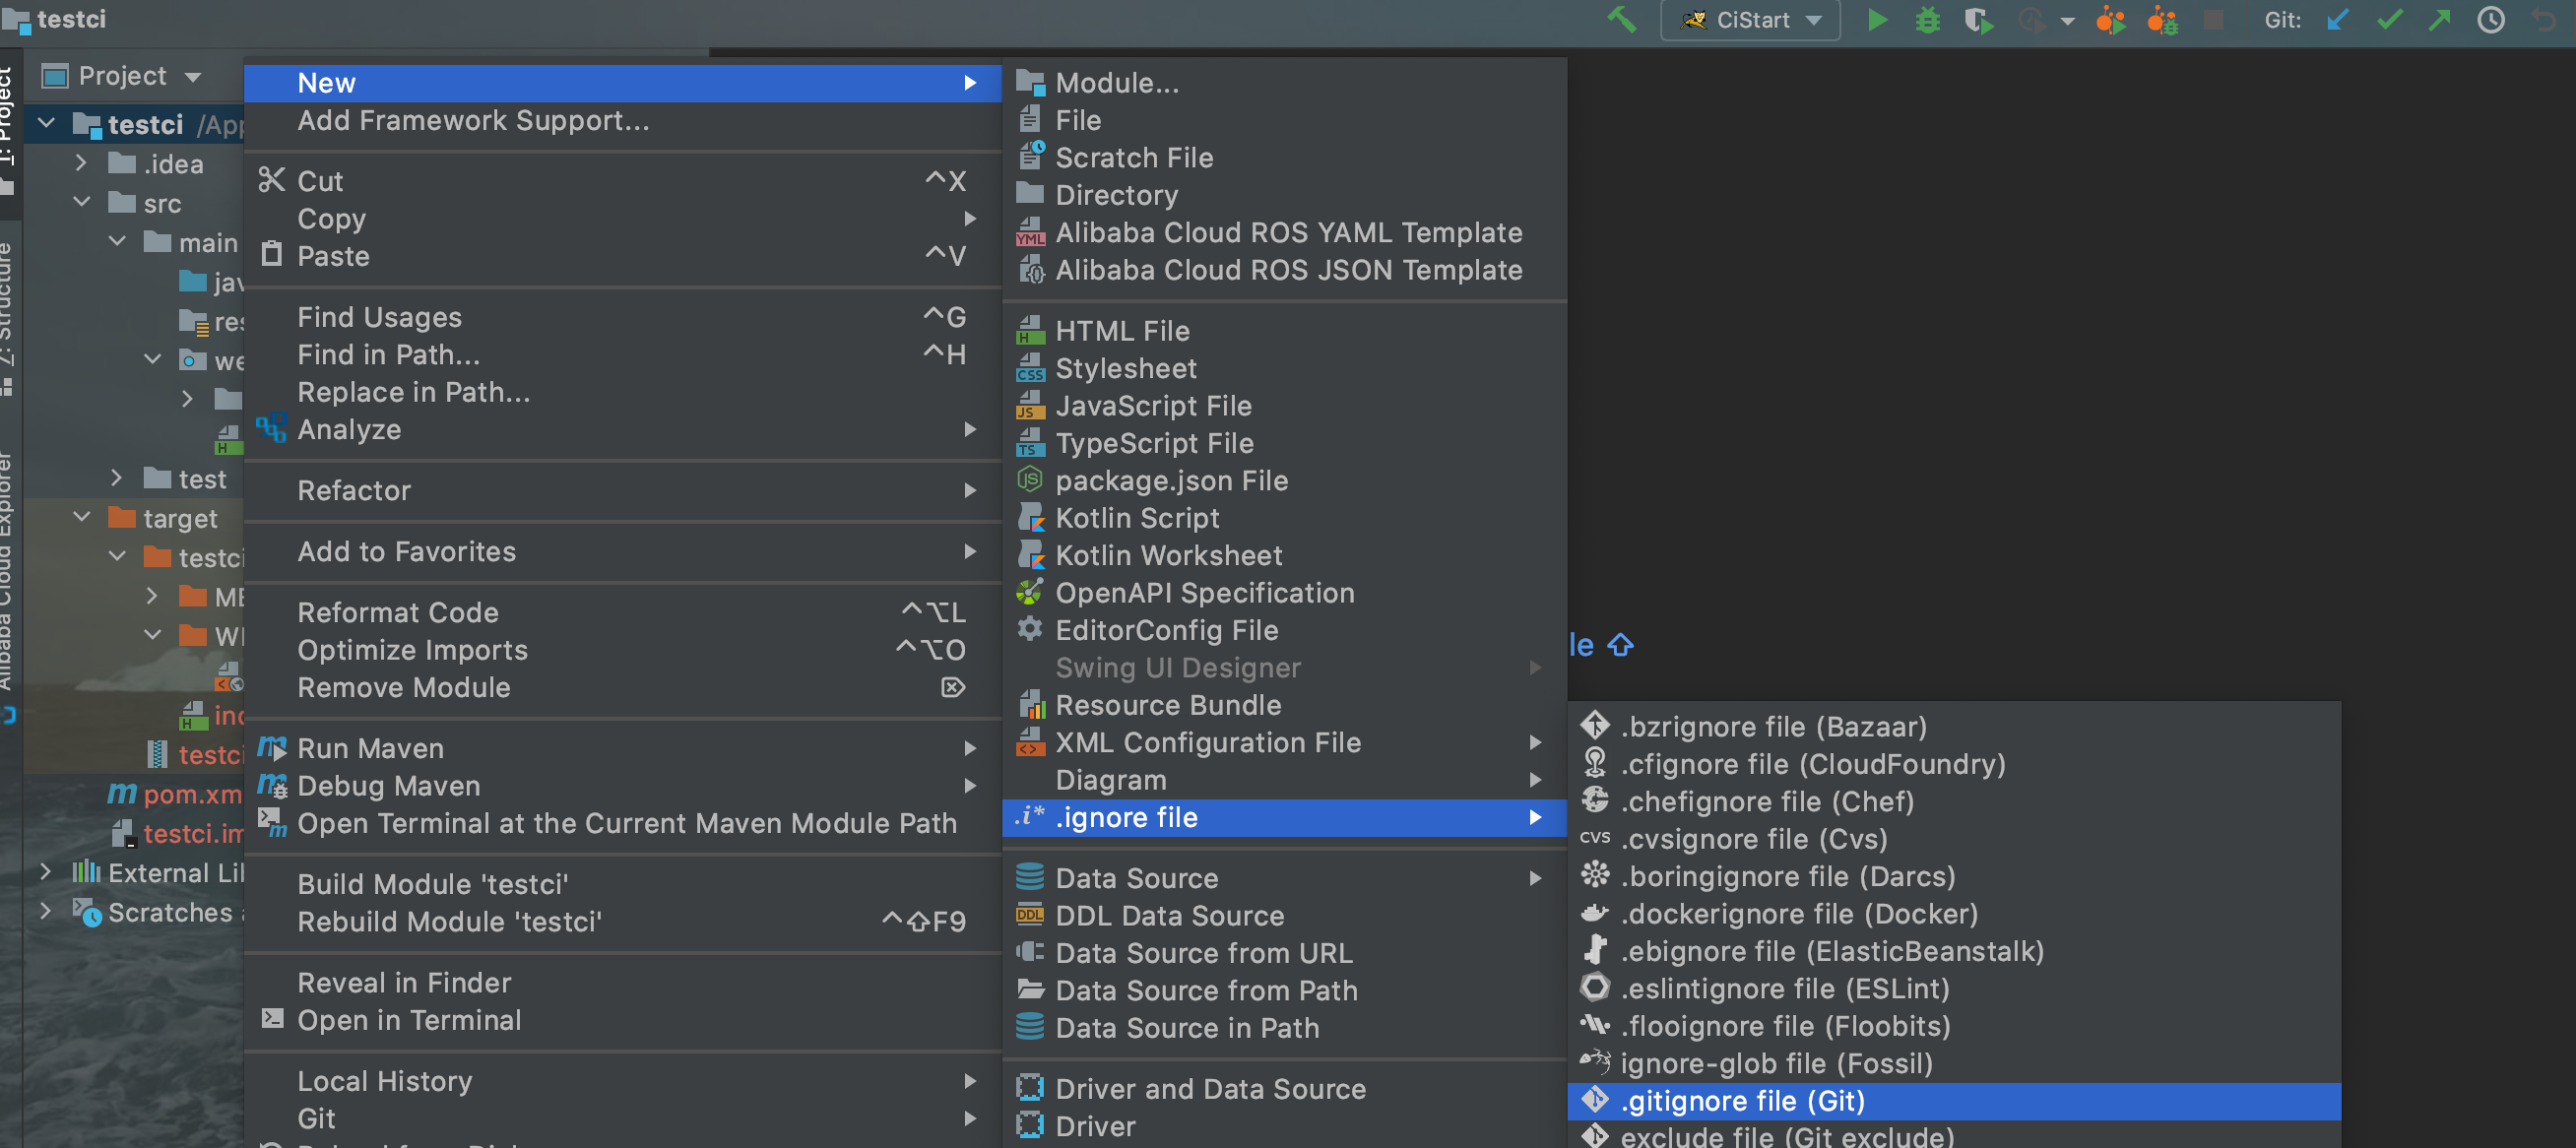 testci
CiStart
Git:
1: Project
Z: Structure
Alibaba Cloud Explorer
Project
testci /App
.idea
src
main
jav
res
we
test
target
testci
ME
WE
ind
testci
pom.xm
testci.im
External Li
Scratches a
New
Add Framework Support...
Cut ^X
Copy
Paste ^V
Find Usages ^G
Find in Path... ^H
Replace in Path...
Analyze
Refactor
Add to Favorites
Reformat Code ^⌥L
Optimize Imports ^⌥O
Remove Module ⌦
Run Maven
Debug Maven
Open Terminal at the Current Maven Module Path
Build Module 'testci'
Rebuild Module 'testci' ^⇧F9
Reveal in Finder
Open in Terminal
Local History
Git
Module...
File
Scratch File
Directory
Alibaba Cloud ROS YAML Template
Alibaba Cloud ROS JSON Template
HTML File
Stylesheet
JavaScript File
TypeScript File
package.json File
Kotlin Script
Kotlin Worksheet
OpenAPI Specification
EditorConfig File
Swing UI Designer
Resource Bundle
XML Configuration File
Diagram
.ignore file
Data Source
DDL Data Source
Data Source from URL
Data Source from Path
Data Source in Path
Driver and Data Source
Driver
le ⇧
.bzrignore file (Bazaar)
.cfignore file (CloudFoundry)
.chefignore file (Chef)
.cvsignore file (Cvs)
.boringignore file (Darcs)
.dockerignore file (Docker)
.ebignore file (ElasticBeanstalk)
.eslintignore file (ESLint)
.flooignore file (Floobits)
ignore-glob file (Fossil)
.gitignore file (Git)
exclude file (Git exclude)